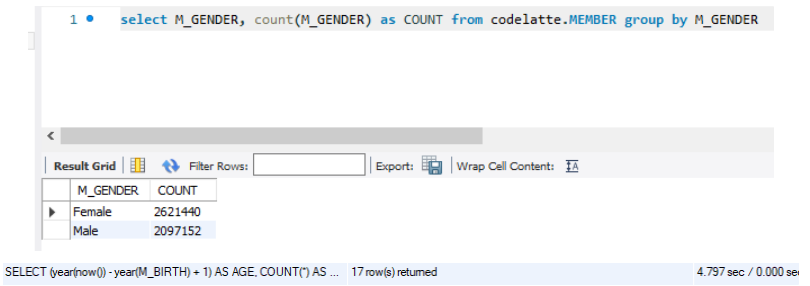 1 select M_GENDER, count(M_GENDER) as COUNT from codelatte.MEMBER group by M_GENDER
Result Grid Filter Rows: Export: Wrap Cell Content:
M_GENDER COUNT
Female 2621440
Male 2097152
SELECT (year(now()) - year(M_BIRTH) + 1) AS AGE, COUNT(*) AS ... 17 row(s) returned 4.797 sec / 0.000 sec